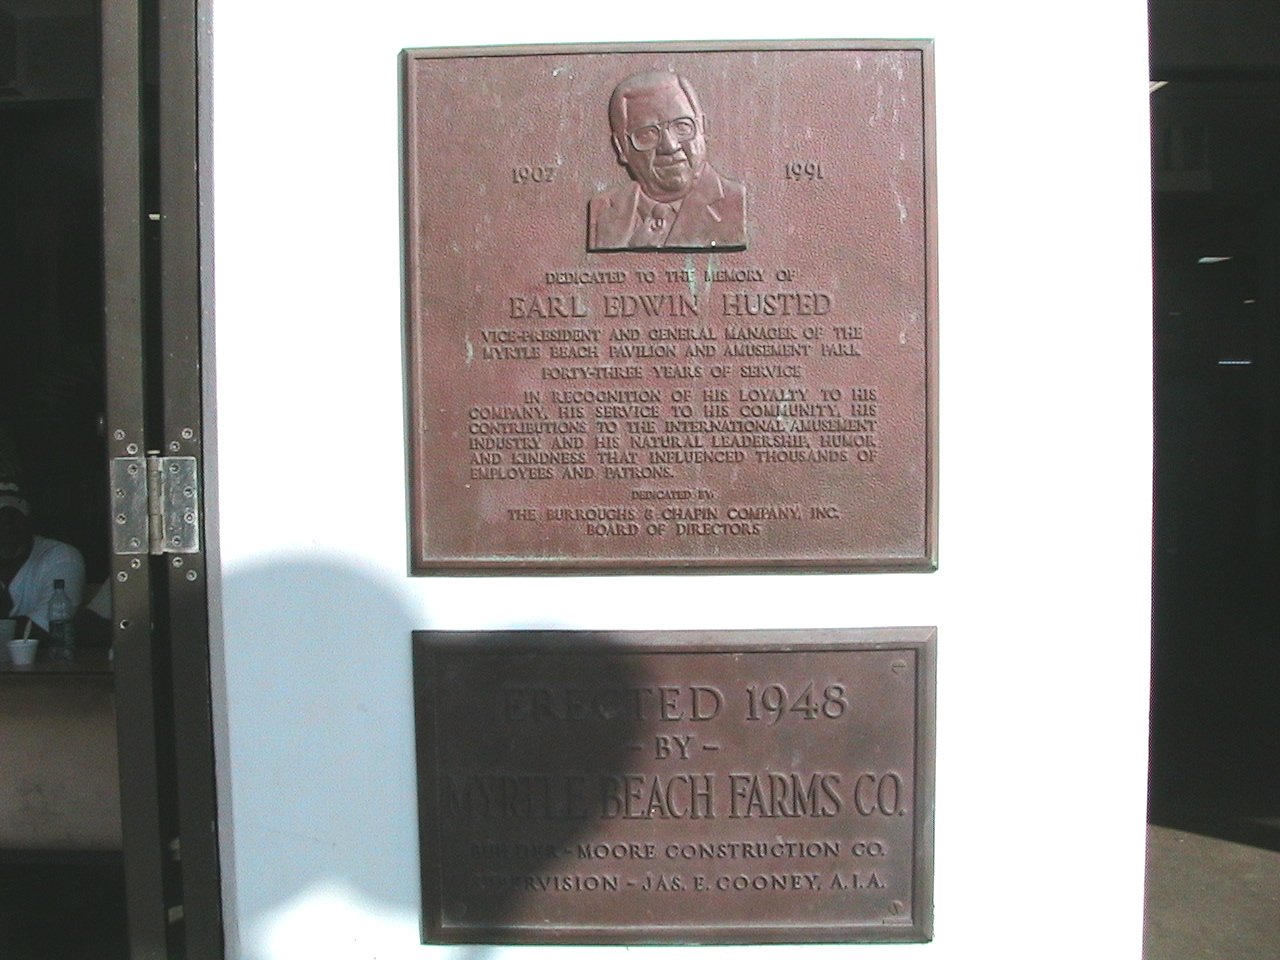 1907 1991
DEDICATED TO THE MEMORY OF
EARL EDWIN HUSTED
VICE-PRESIDENT AND GENERAL MANAGER OF THE
MYRTLE BEACH PAVILION AND AMUSEMENT PARK
FORTY-THREE YEARS OF SERVICE
IN RECOGNITION OF HIS LOYALTY TO HIS
COMPANY, HIS SERVICE TO HIS COMMUNITY, HIS
CONTRIBUTIONS TO THE INTERNATIONAL AMUSEMENT
INDUSTRY AND HIS NATURAL LEADERSHIP, HUMOR
AND KINDNESS THAT INFLUENCED THOUSANDS OF
EMPLOYEES AND PATRONS.
DEDICATED BY:
THE BURROUGHS & CHAPIN COMPANY, INC.
BOARD OF DIRECTORS
ERECTED 1948
- BY -
MYRTLE BEACH FARMS CO.
BUILDER - MOORE CONSTRUCTION CO.
SUPERVISION - JAS. E. COONEY, A.I.A.